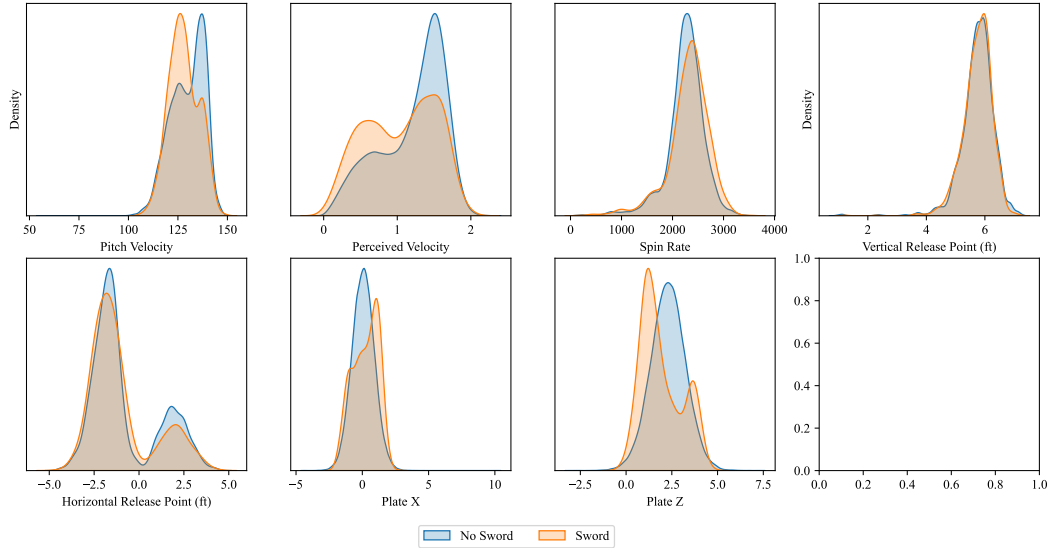 Density
50 75 100 125 150
Pitch Velocity
0 1 2
Perceived Velocity
0 1000 2000 3000 4000
Spin Rate
Density
2 4 6
Vertical Release Point (ft)
−5.0 −2.5 0.0 2.5 5.0
Horizontal Release Point (ft)
−5 0 5 10
Plate X
−2.5 0.0 2.5 5.0 7.5
Plate Z
1.0
0.8
0.6
0.4
0.2
0.0
0.0 0.2 0.4 0.6 0.8 1.0
No Sword Sword